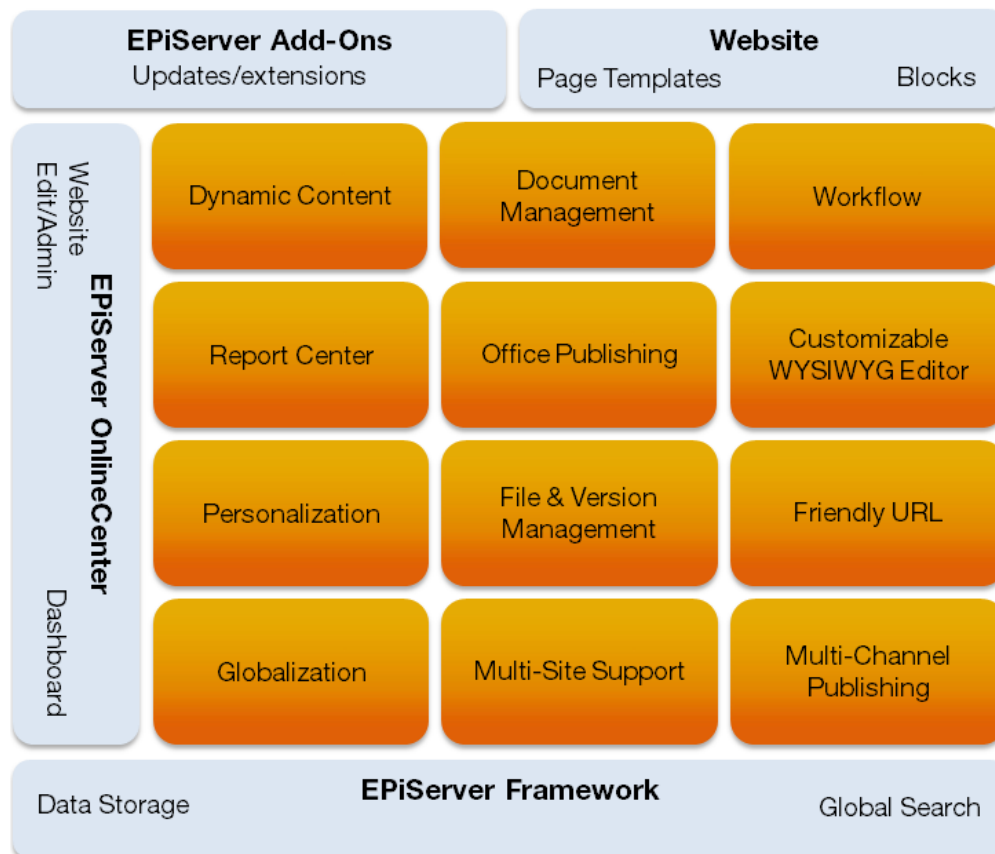 EPiServer Add-Ons
Updates/extensions
Website
Page Templates
Blocks
Website
Edit/Admin
EPiServer OnlineCenter
Dashboard
Dynamic Content
Document
Management
Workflow
Report Center
Office Publishing
Customizable
WYSIWYG Editor
Personalization
File & Version
Management
Friendly URL
Globalization
Multi-Site Support
Multi-Channel
Publishing
EPiServer Framework
Data Storage
Global Search